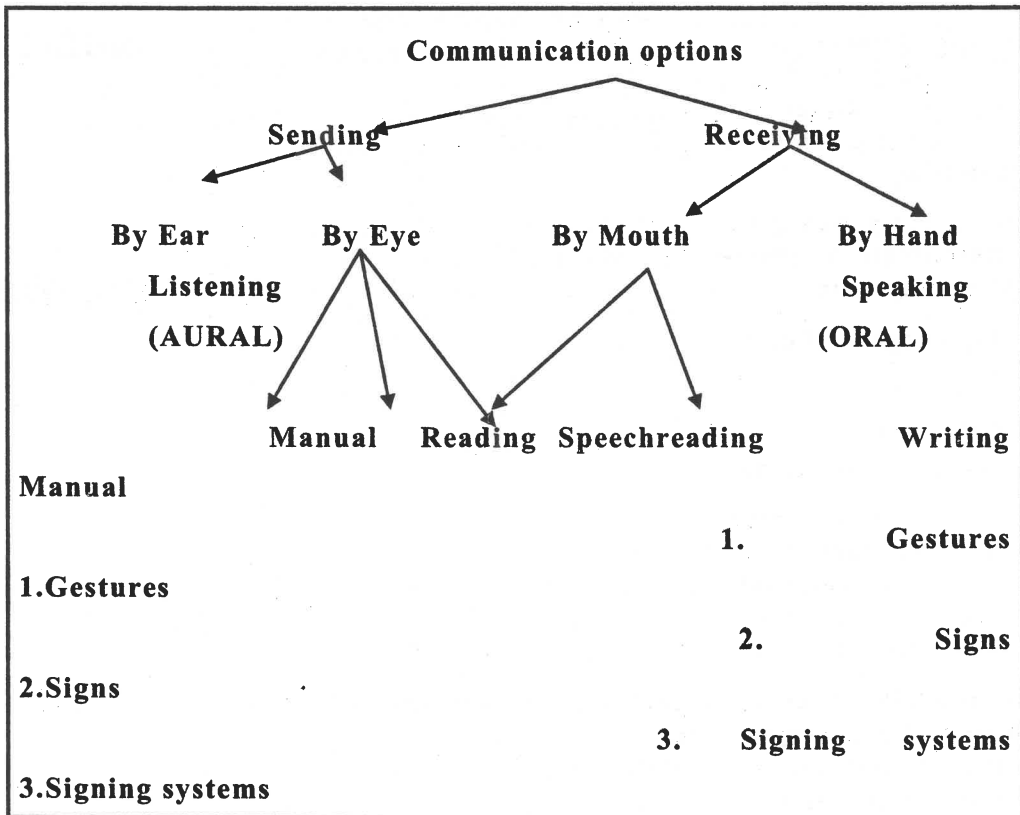 Communication options
Sending Receiving
By Ear By Eye By Mouth By Hand
Listening Speaking
(AURAL) (ORAL)
Manual Reading Speechreading Writing
Manual
1. Gestures
1.Gestures
2. Signs
2.Signs
3. Signing systems
3.Signing systems